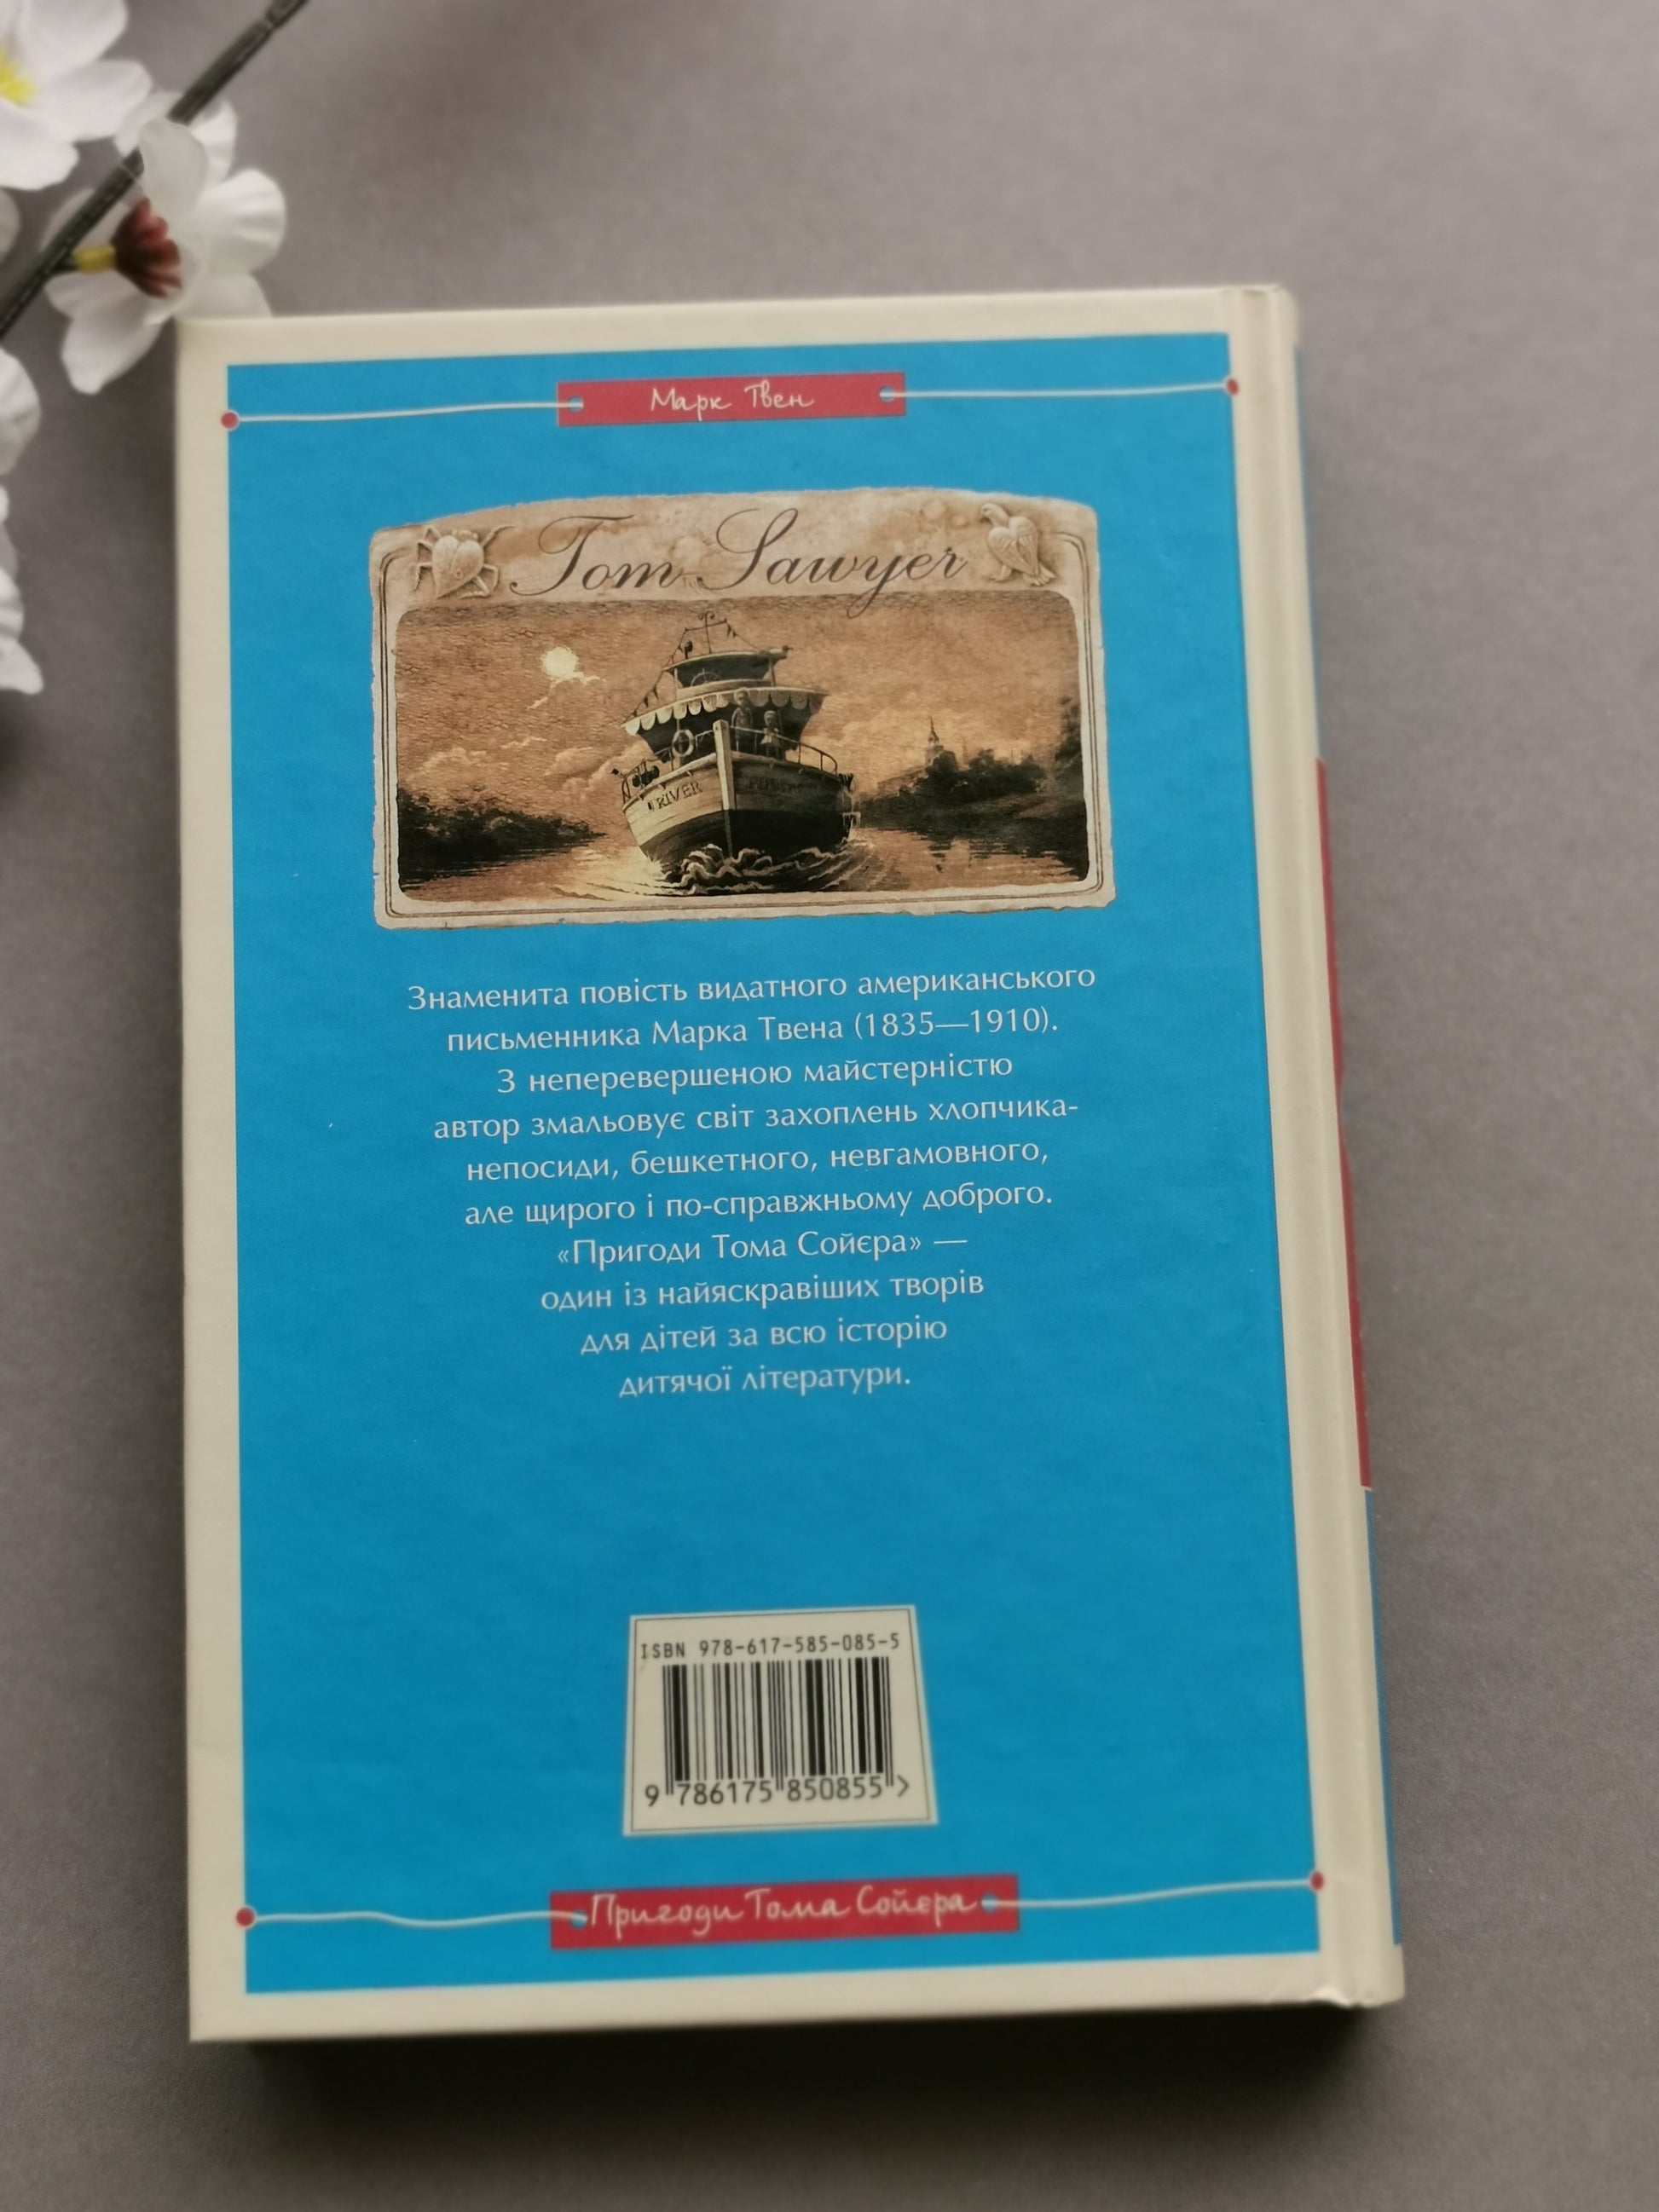 Марк Твен
Tom Sawyer
RIVER
Знаменита повість видатного американського
письменника Марка Твена (1835—1910).
З неперевершеною майстерністю
автор змальовує світ захоплень хлопчика-
непосиди, бешкетного, невгамовного,
але щирого і по-справжньому доброго.
«Пригоди Тома Сойєра» —
один із найяскравіших творів
для дітей за всю історію
дитячої літератури.
ISBN 978-617-585-085-5
9 786175 850855 >
Пригоди Тома Сойєра